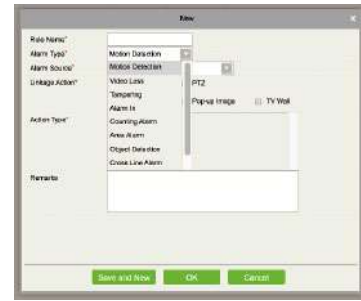 New
Rule Name*
Alarm Type* Motion Detection
Alarm Source* Motion Detection
Linkage Action* Video Loss PTZ
Tampering Pop-up Image TV Wall
Alarm In
Action Type* Counting Alarm
Area Alarm
Object Detection
Cross Line Alarm
Remarks
Save and New OK Cancel